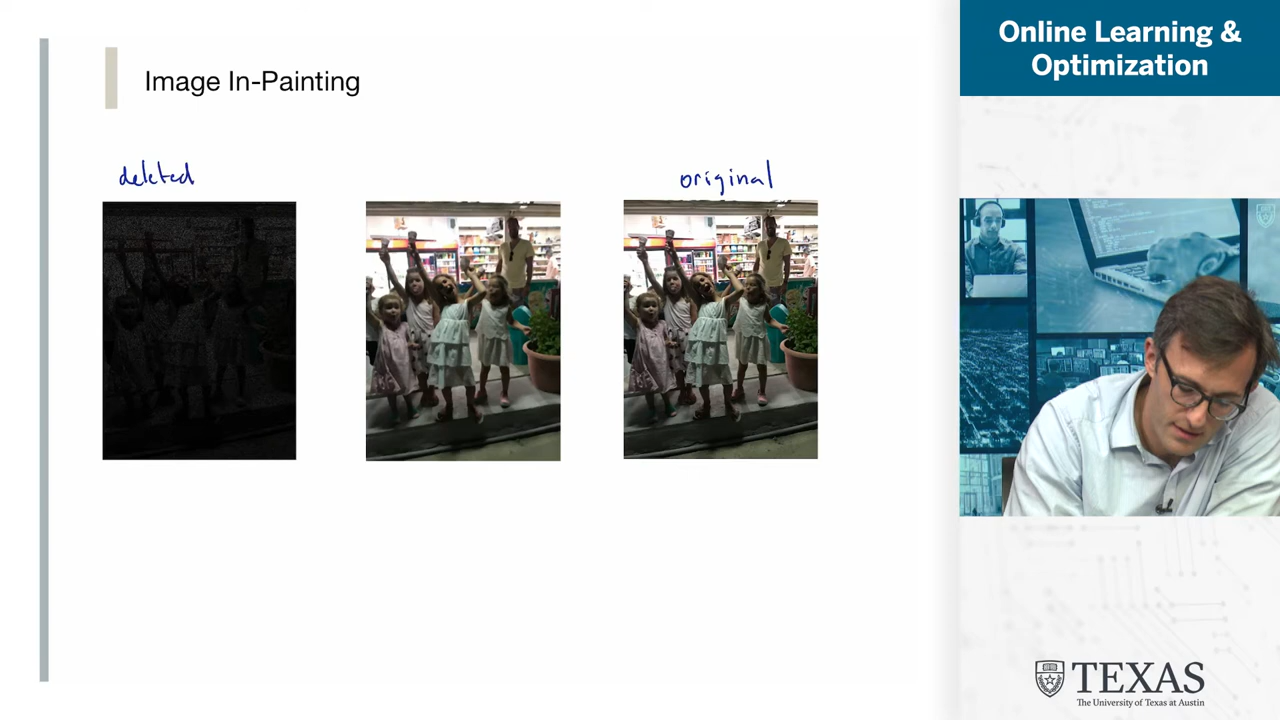 Image In-Painting
deleted
original
Online Learning &
Optimization
TEXAS
The University of Texas at Austin